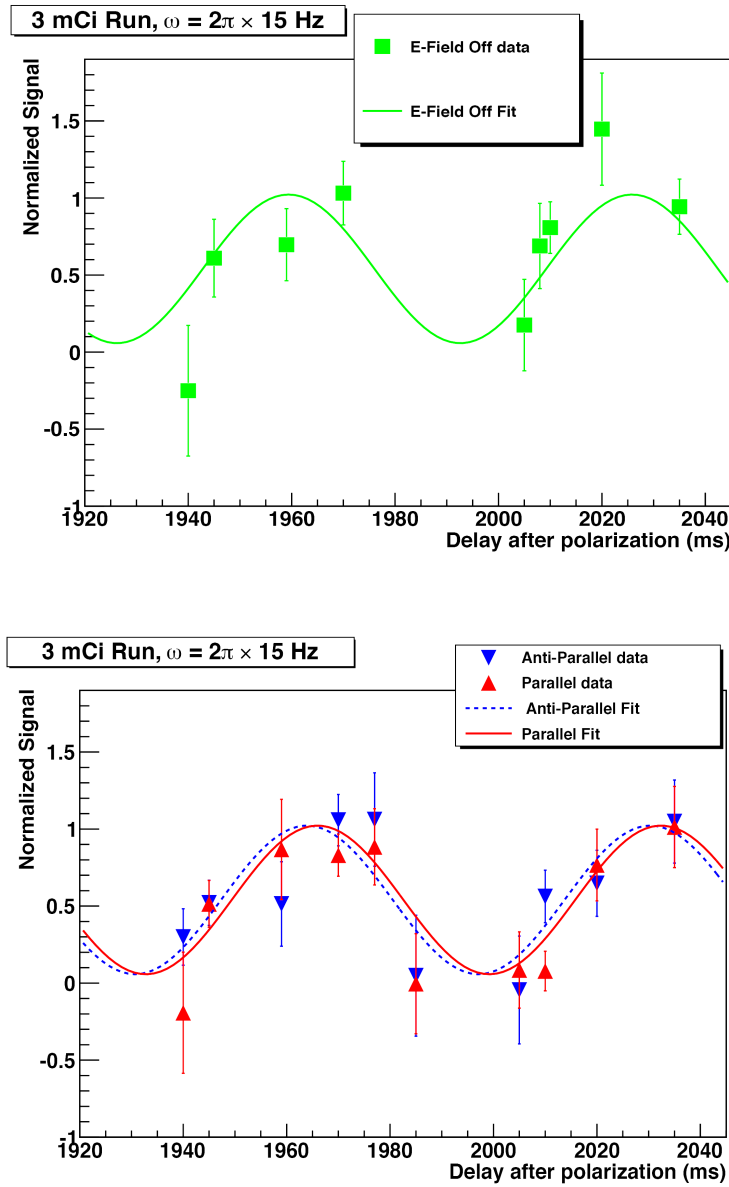 3 mCi Run, ω = 2π × 15 Hz
E-Field Off data
E-Field Off Fit
Normalized Signal
1.5
1
0.5
0
-0.5
-1
1920 1940 1960 1980 2000 2020 2040
Delay after polarization (ms)
3 mCi Run, ω = 2π × 15 Hz
Anti-Parallel data
Parallel data
Anti-Parallel Fit
Parallel Fit
Normalized Signal
1.5
1
0.5
0
-0.5
-1
1920 1940 1960 1980 2000 2020 2040
Delay after polarization (ms)